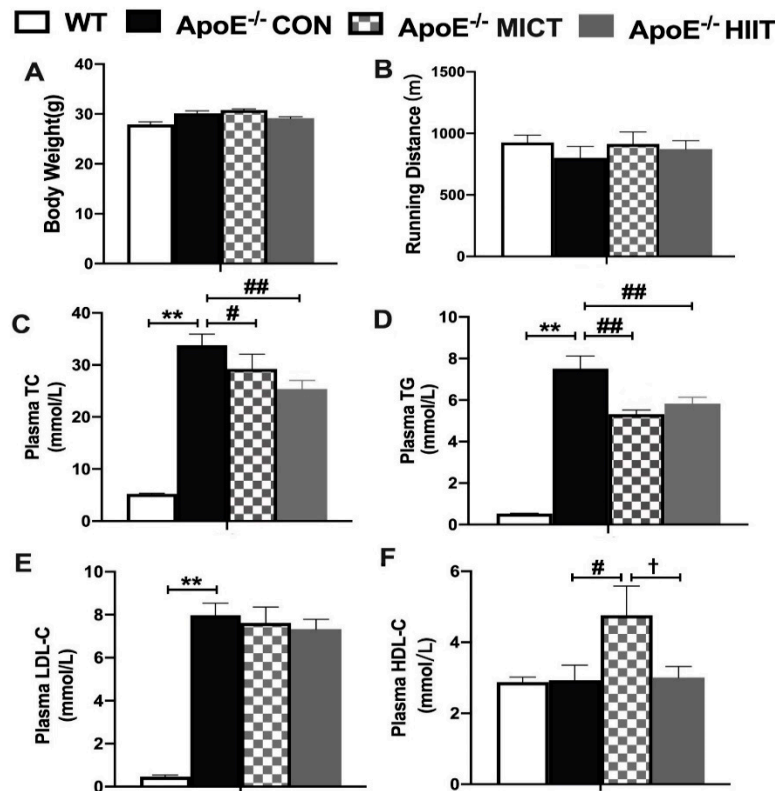 WT ApoE⁻/⁻ CON ApoE⁻/⁻ MICT ApoE⁻/⁻ HIIT
A
Body Weight(g)
40
30
20
10
0
B
Running Distance (m)
1500
1000
500
0
C
Plasma TC
(mmol/L)
40
30
20
10
0
**
#
##
D
Plasma TG
(mmol/L)
8
6
4
2
0
**
##
##
E
Plasma LDL-C
(mmol/L)
8
6
4
2
0
**
F
Plasma HDL-C
(mmol/L)
6
4
2
0
#
†